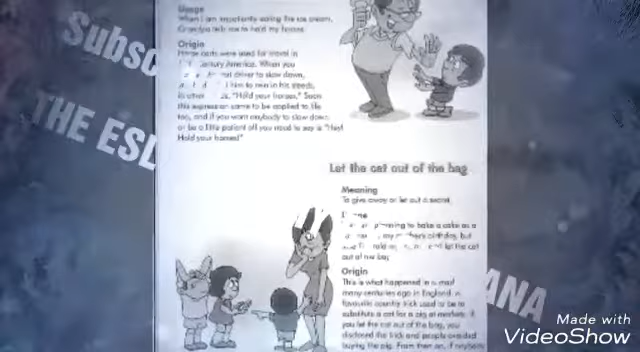 Usage
When I am impatiently eating the ice cream,
Grandpa tells me to hold my horses.
Origin
Horse carts were used for travel in
Century America. When you
driver to slow down,
him to rein in his steeds,
"Hold your horses." Soon
this expression came to be applied to life
too, and if you want anybody to slow down
or be a little patient all you need to say is "Hey!
Hold your horses!"
Let the cat out of the bag
Meaning
To give away or let out a secret.
to bake a cake as a
birthday, but
told let the cat
out of the bag.
Origin
This is what happened in a mall
many centuries ago in England. A
favourite country trick used to be to
substitute a cat for a pig at markets. If
you let the cat out of the bag, you
disclosed the trick and people avoided
buying the pig. From then on, if anybody
Subsc
THE ESL
ANA
Made with
VideoShow